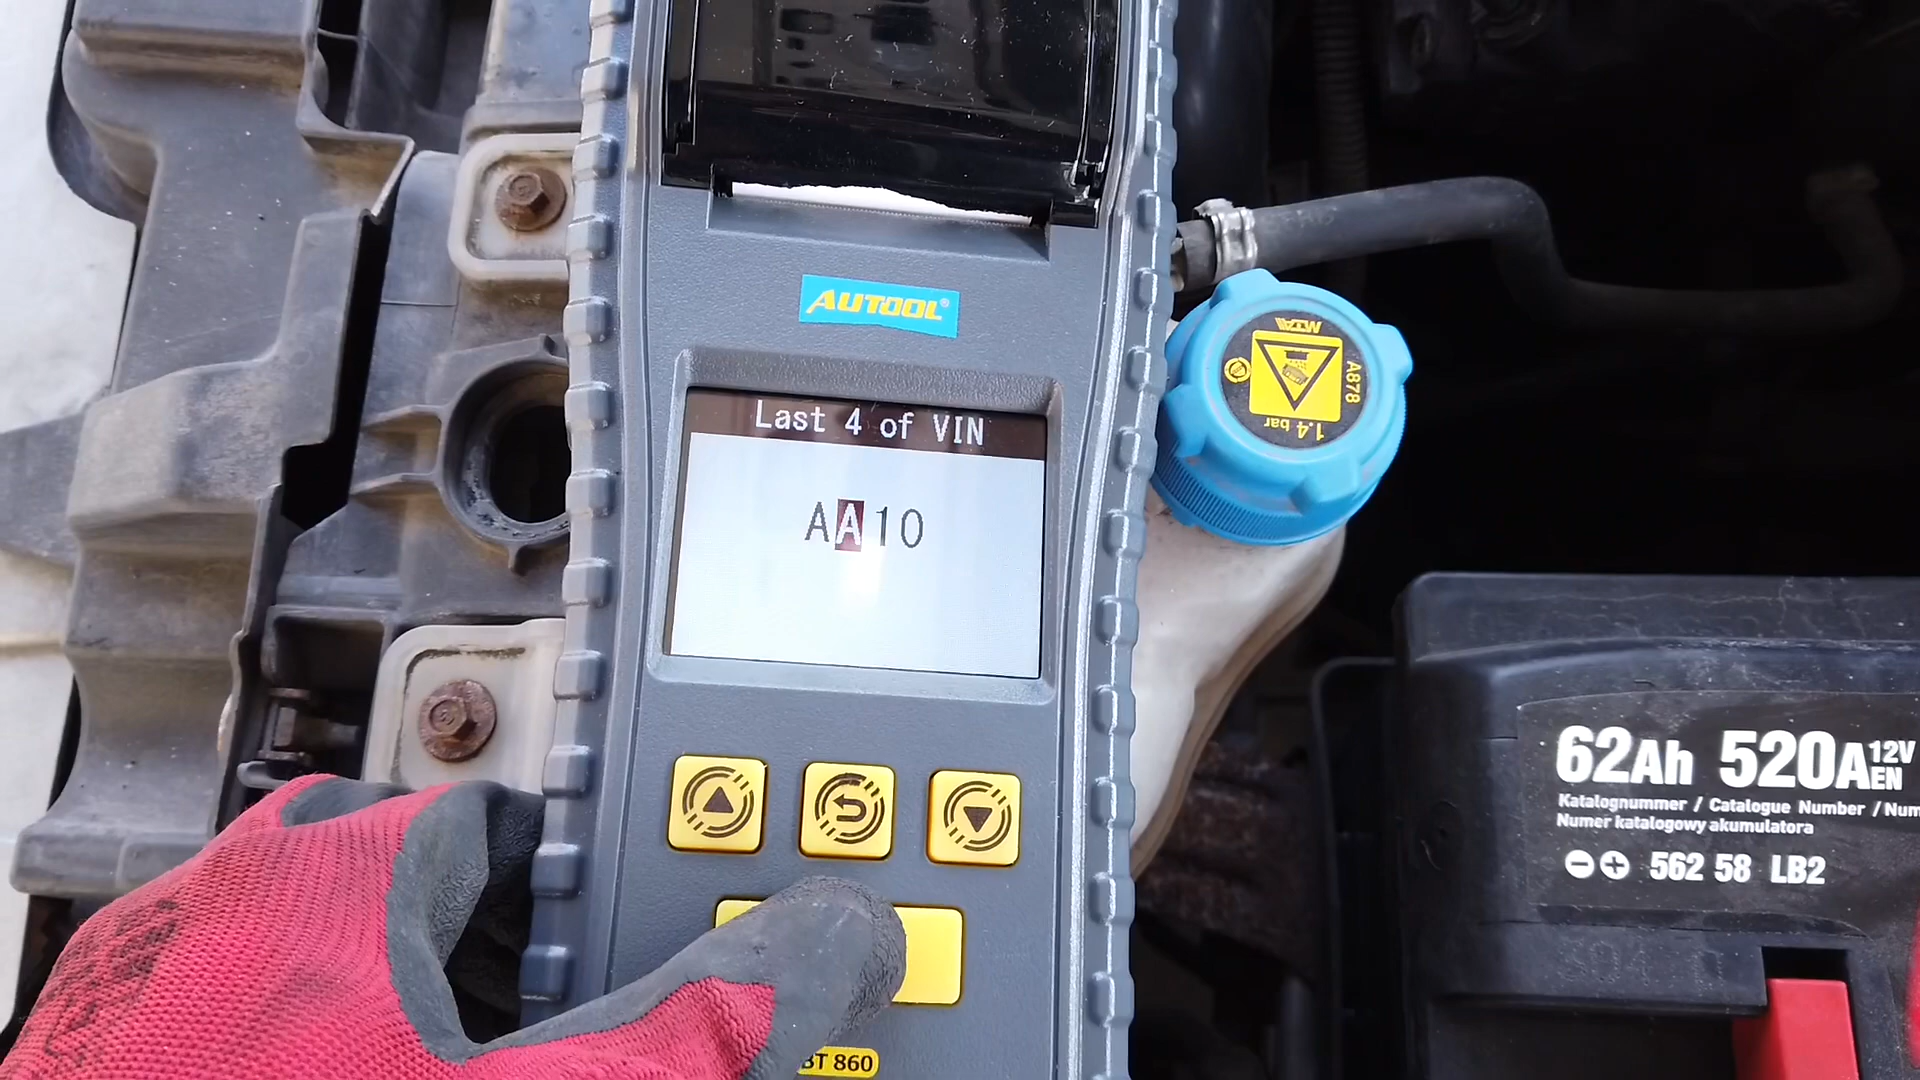 AUTOOL®
Last 4 of VIN
AA10
BT 860
MTA
A878
1.4 bar
62Ah 520A 12V EN
Katalognummer / Catalogue Number / Num
Numer katalogowy akumulatora
562 58 LB2